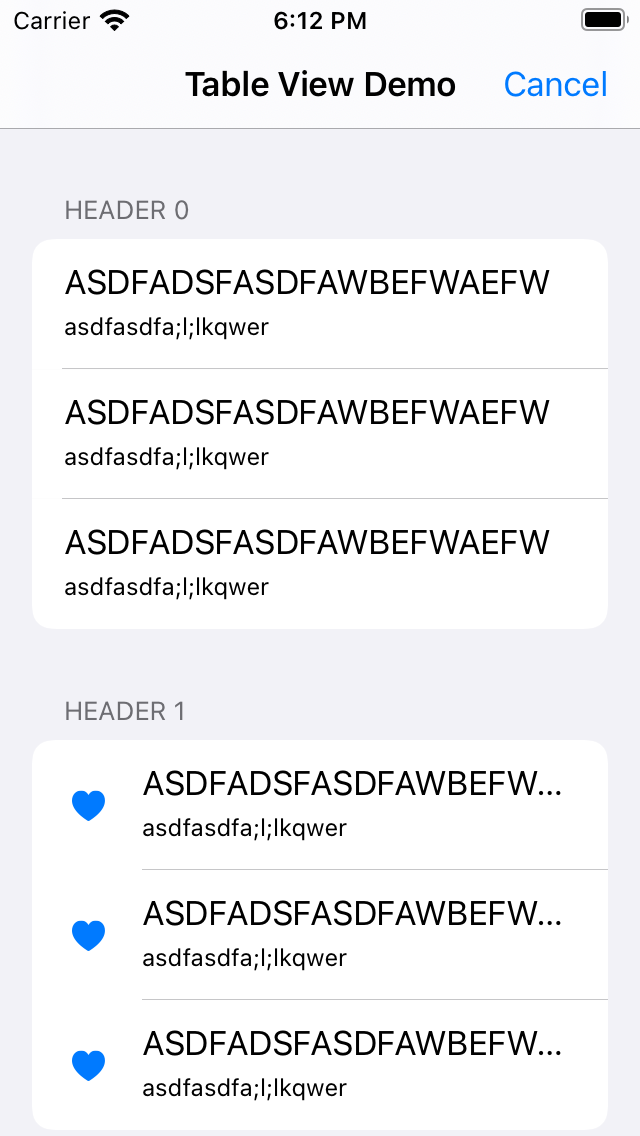 Carrier 6:12 PM
Table View Demo Cancel
HEADER 0
ASDFADSFASDFAWBEFWAEFW
asdfasdfa;l;lkqwer
ASDFADSFASDFAWBEFWAEFW
asdfasdfa;l;lkqwer
ASDFADSFASDFAWBEFWAEFW
asdfasdfa;l;lkqwer
HEADER 1
ASDFADSFASDFAWBEFW...
asdfasdfa;l;lkqwer
ASDFADSFASDFAWBEFW...
asdfasdfa;l;lkqwer
ASDFADSFASDFAWBEFW...
asdfasdfa;l;lkqwer